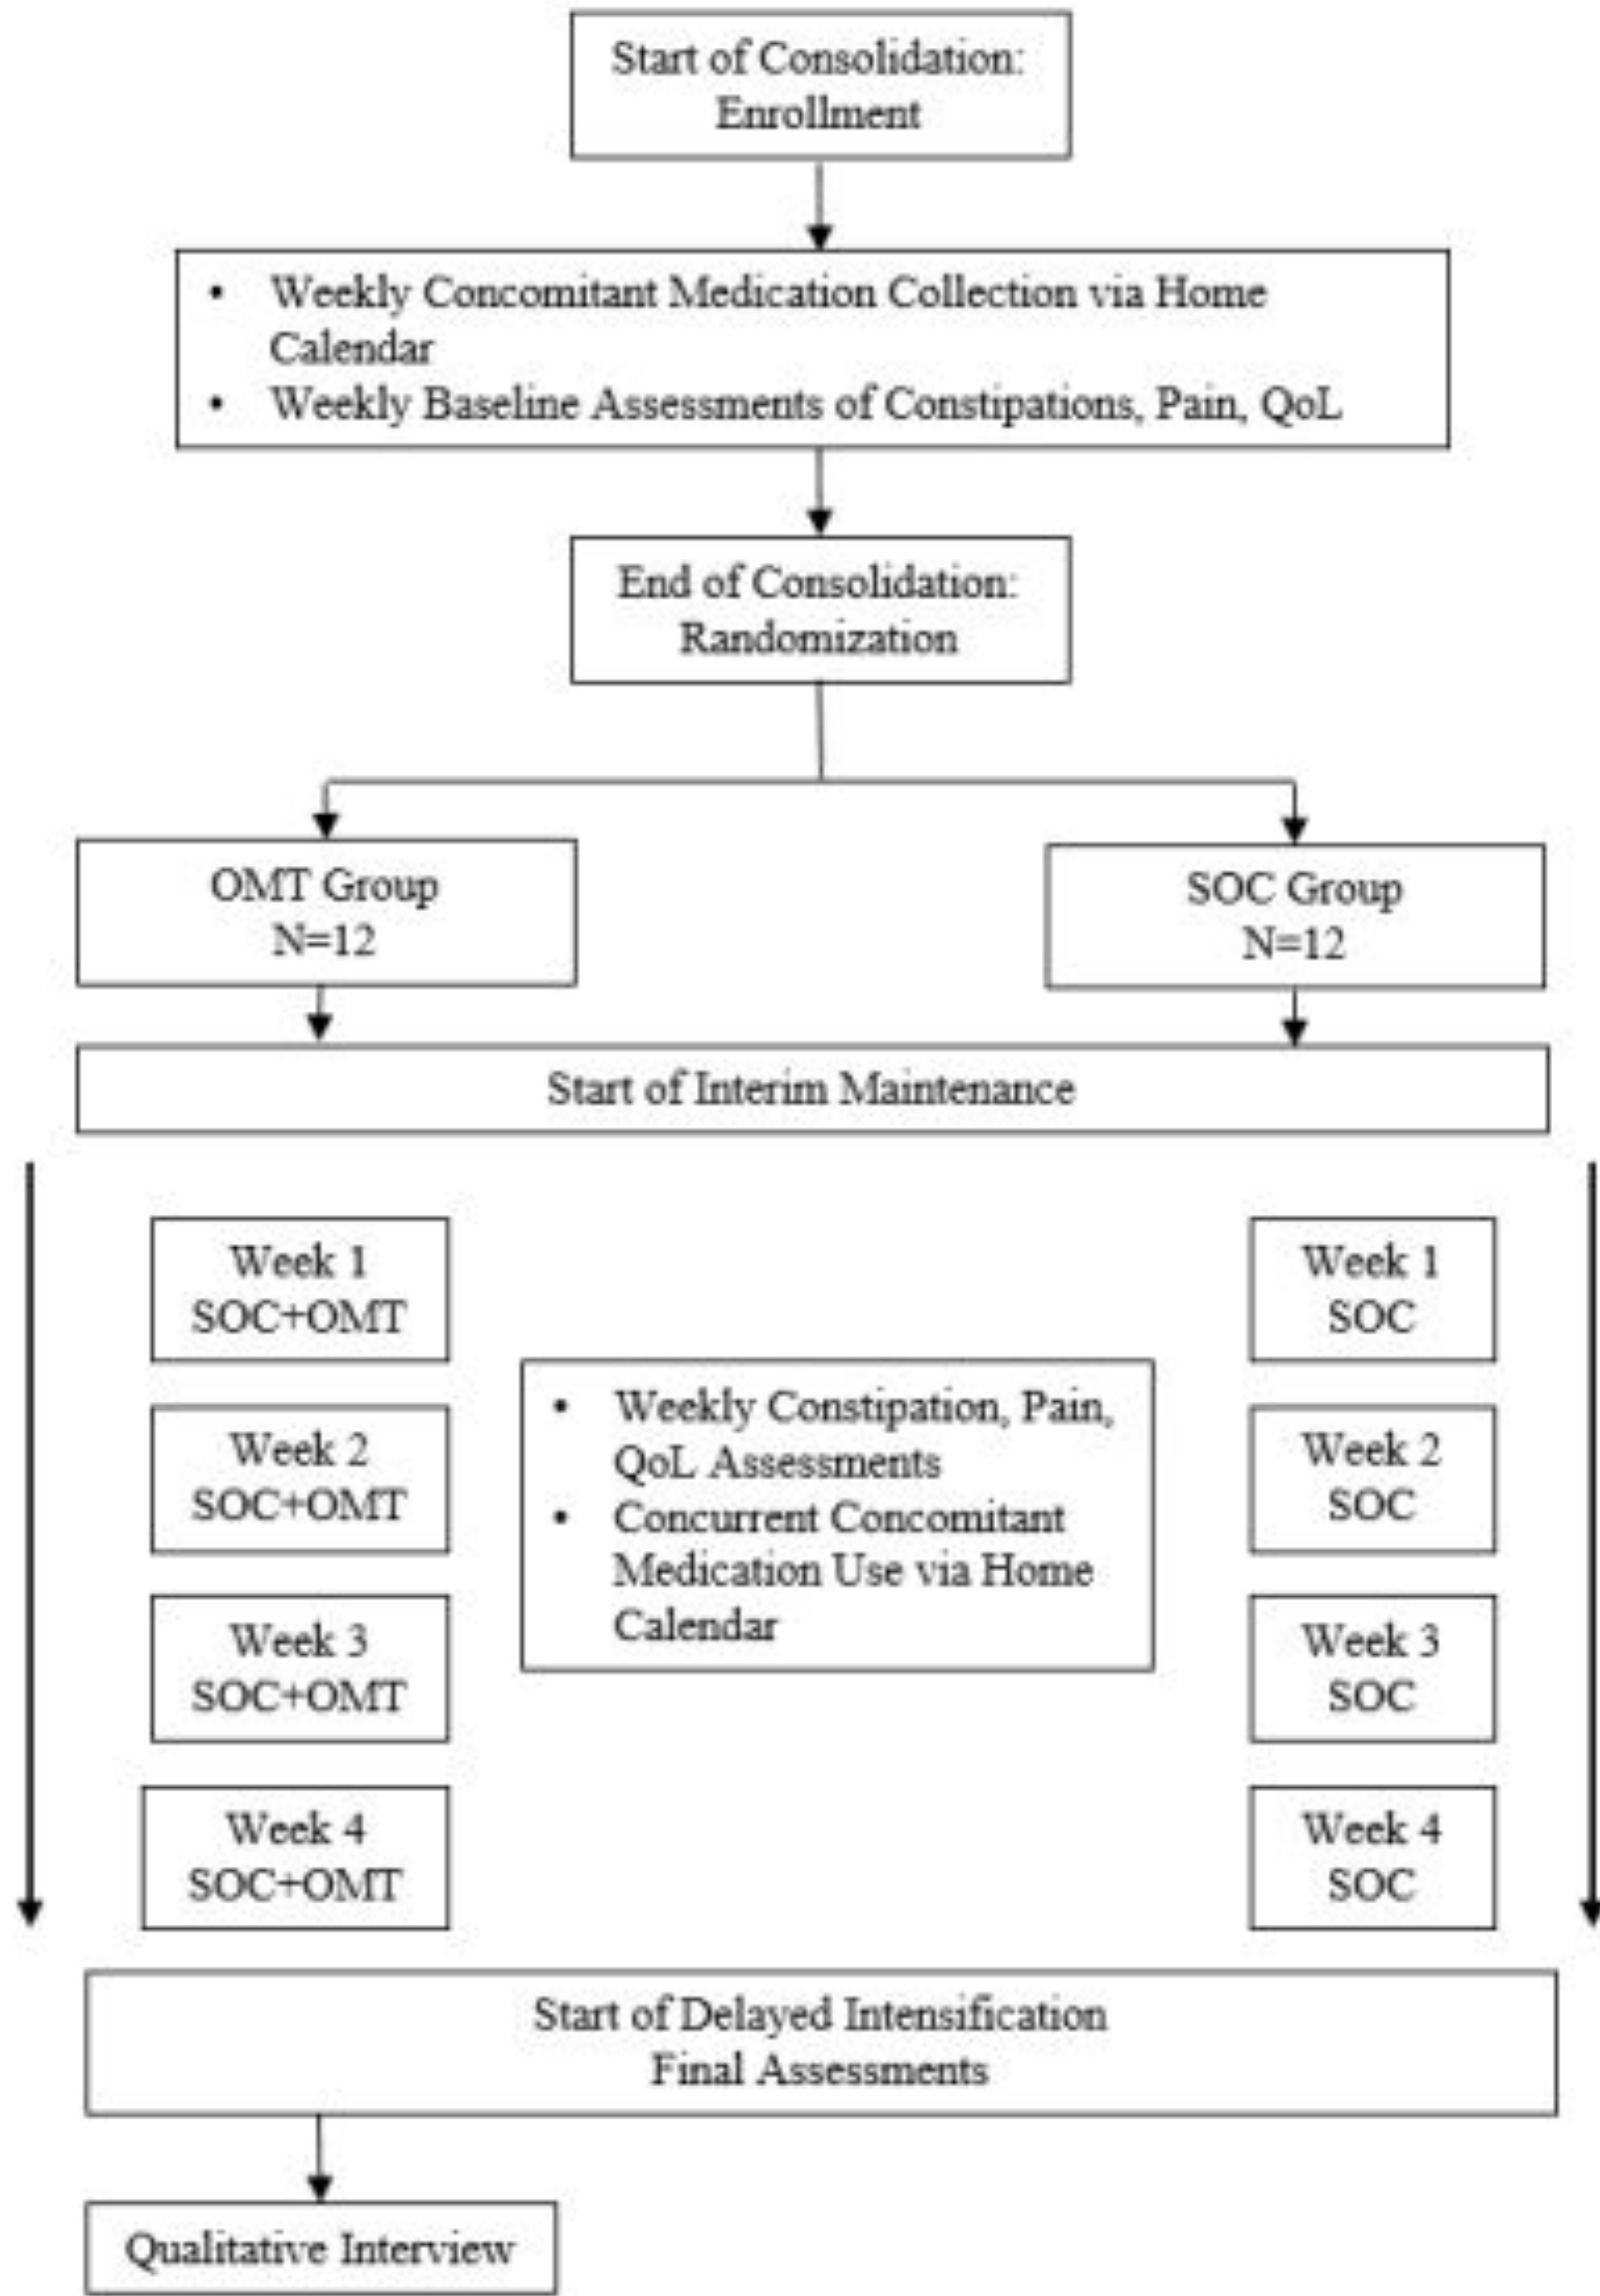 Start of Consolidation:
Enrollment
• Weekly Concomitant Medication Collection via Home
Calendar
• Weekly Baseline Assessments of Constipations, Pain, QoL
End of Consolidation:
Randomization
OMT Group
N=12
SOC Group
N=12
Start of Interim Maintenance
Week 1
SOC+OMT
Week 2
SOC+OMT
Week 3
SOC+OMT
Week 4
SOC+OMT
• Weekly Constipation, Pain,
QoL Assessments
• Concurrent Concomitant
Medication Use via Home
Calendar
Week 1
SOC
Week 2
SOC
Week 3
SOC
Week 4
SOC
Start of Delayed Intensification
Final Assessments
Qualitative Interview